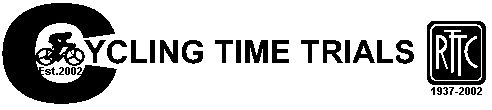 CYCLING TIME TRIALS
Est.2002
RTTC
1937-2002